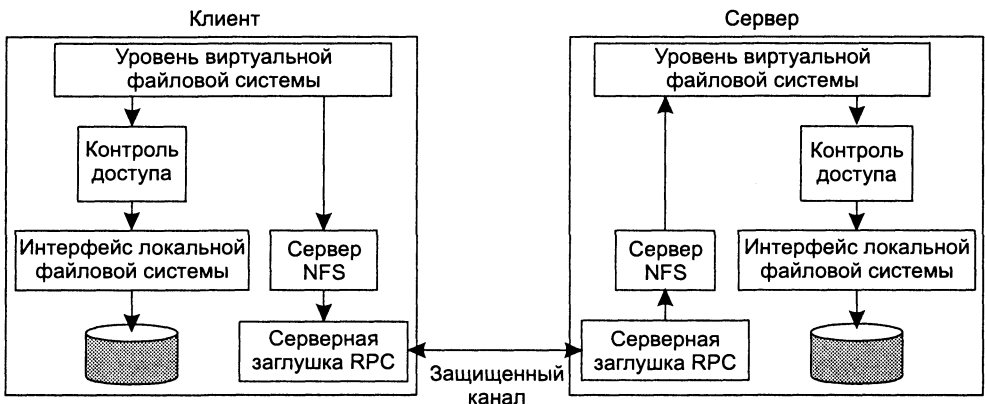 Клиент
Уровень виртуальной
файловой системы
Контроль
доступа
Интерфейс локальной
файловой системы
Сервер
NFS
Серверная
заглушка RPC
Защищенный
канал
Сервер
Уровень виртуальной
файловой системы
Контроль
доступа
Сервер
NFS
Интерфейс локальной
файловой системы
Серверная
заглушка RPC